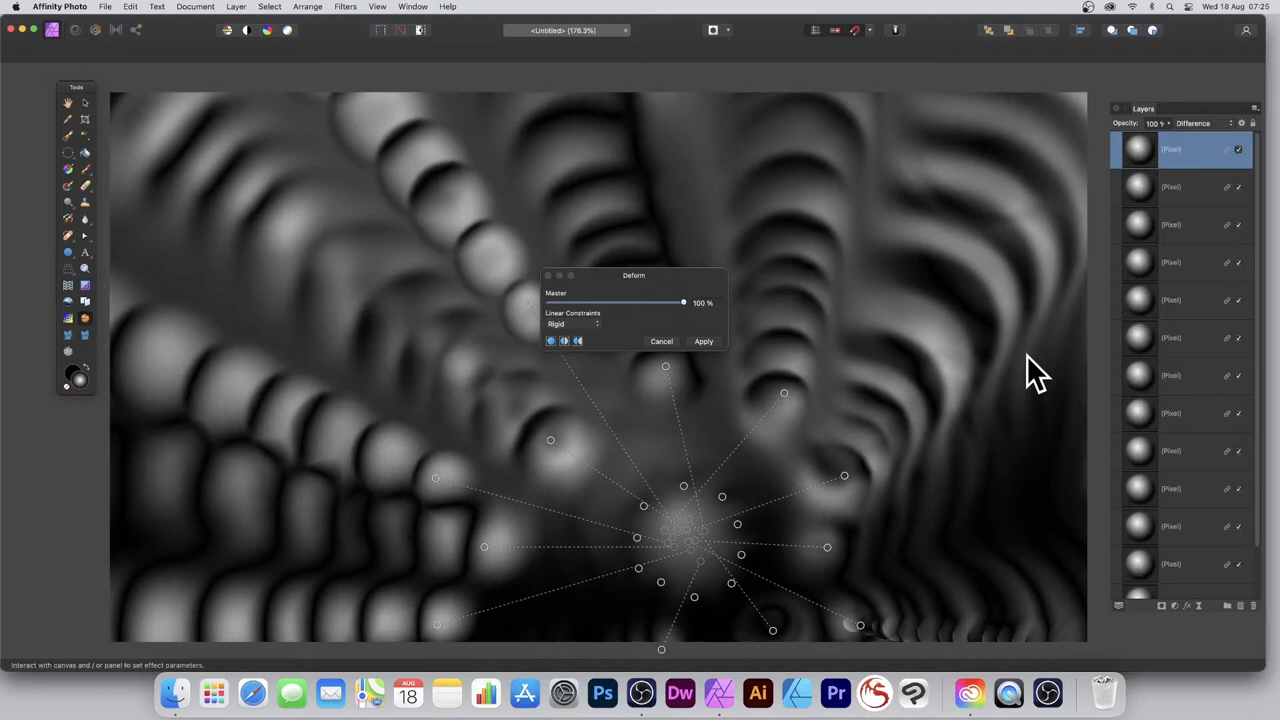 Affinity Photo File Edit Text Document Layer Select Arrange Filters View Window Help Wed 18 Aug 07:25
<Untitled> (178.3%)
Tools
Layers
Opacity: 100 % Difference
(Pixel)
(Pixel)
(Pixel)
(Pixel)
(Pixel)
(Pixel)
(Pixel)
(Pixel)
(Pixel)
(Pixel)
(Pixel)
(Pixel)
Deform
Master
100 %
Linear Constraints
Rigid
Cancel Apply
Interact with canvas and / or panel to set effect parameters.
AUG
18
Ps Dw Ai Pr